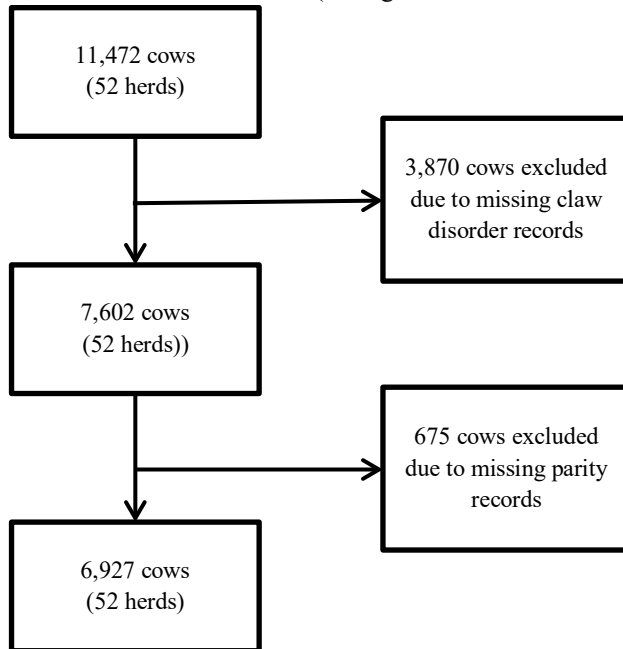 11,472 cows
(52 herds)
3,870 cows excluded
due to missing claw
disorder records
7,602 cows
(52 herds))
675 cows excluded
due to missing parity
records
6,927 cows
(52 herds)